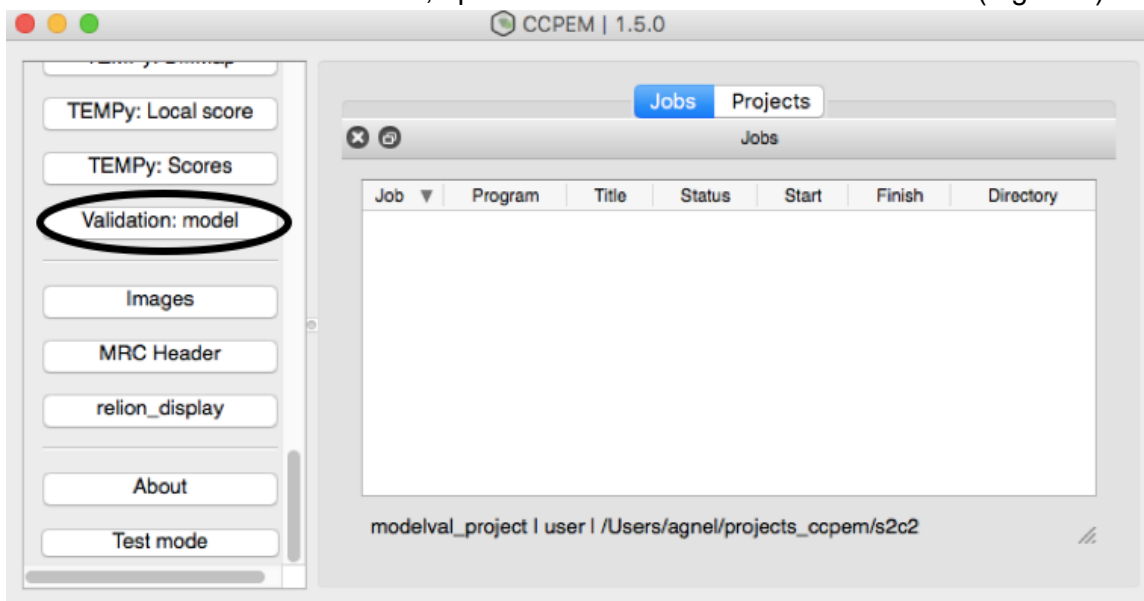 CCPEM | 1.5.0
TEMPy: Local score
TEMPy: Scores
Validation: model
Images
MRC Header
relion_display
About
Test mode
Jobs Projects
Jobs
Job Program Title Status Start Finish Directory
modelval_project | user | /Users/agnel/projects_ccpem/s2c2